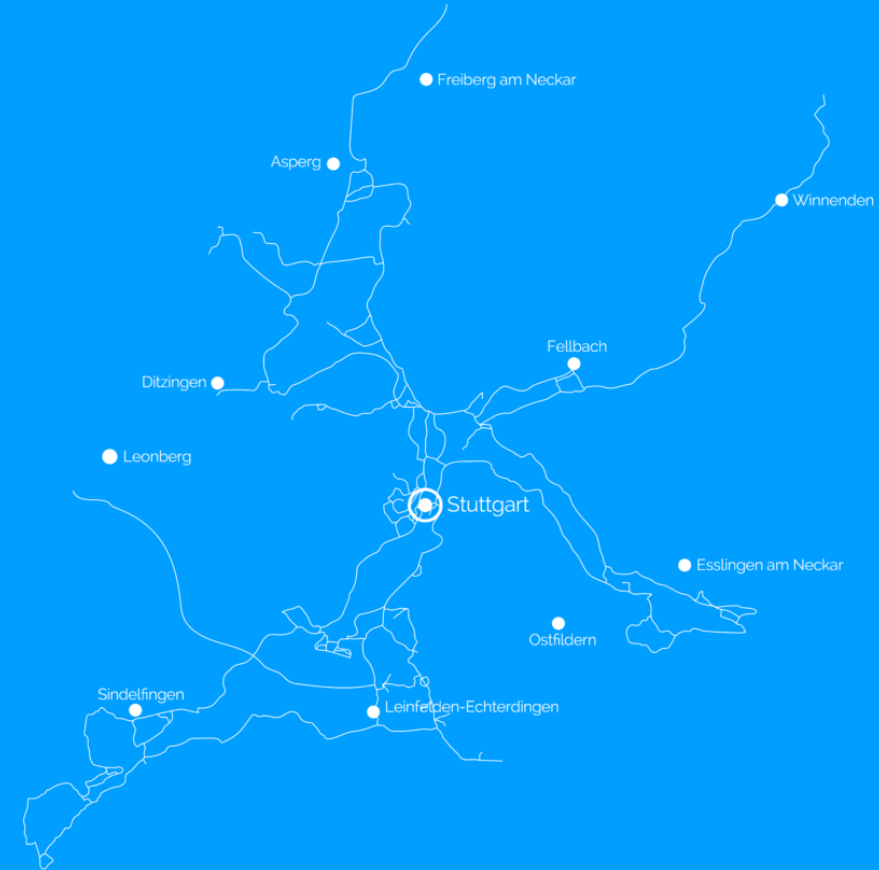 Freiberg am Neckar
Asperg
Winnenden
Fellbach
Ditzingen
Leonberg
Stuttgart
Esslingen am Neckar
Ostfildern
Sindelfingen
Leinfelden-Echterdingen